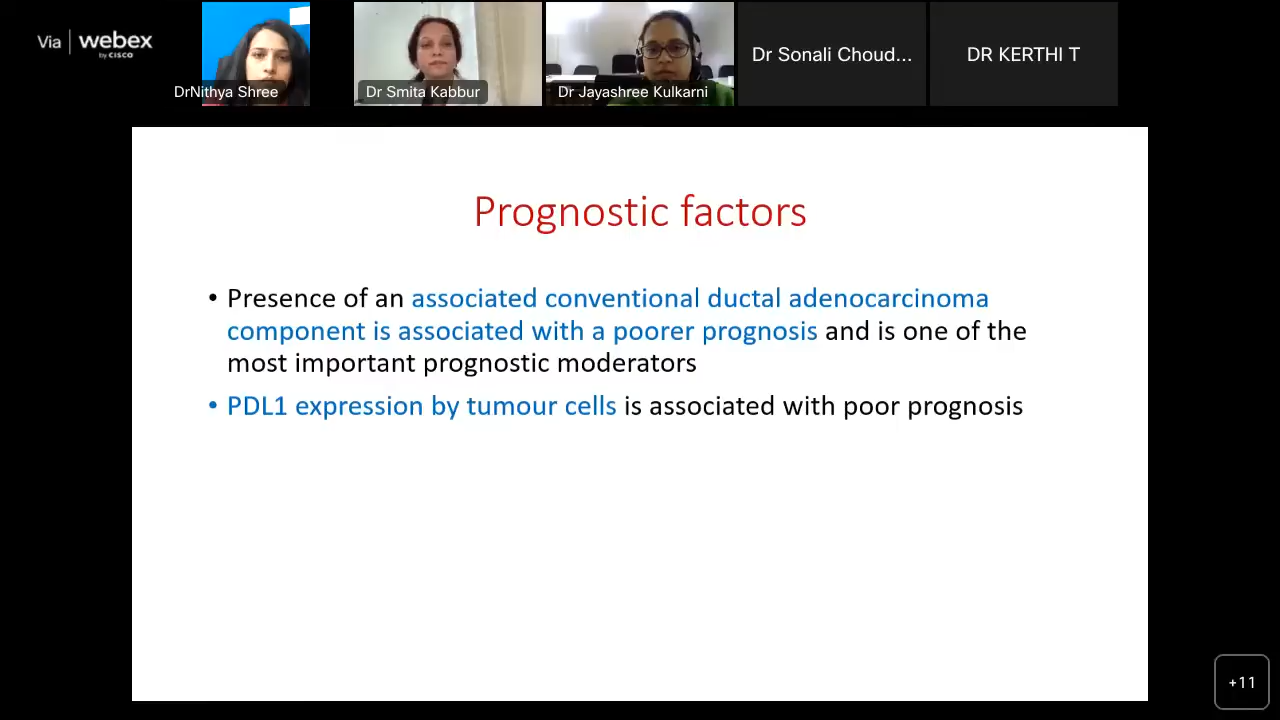 Via | webex
by CISCO
DrNithya Shree
Dr Smita Kabbur
Dr Jayashree Kulkarni
Dr Sonali Choud...
DR KERTHI T
Prognostic factors
• Presence of an associated conventional ductal adenocarcinoma
component is associated with a poorer prognosis and is one of the
most important prognostic moderators
• PDL1 expression by tumour cells is associated with poor prognosis
+11